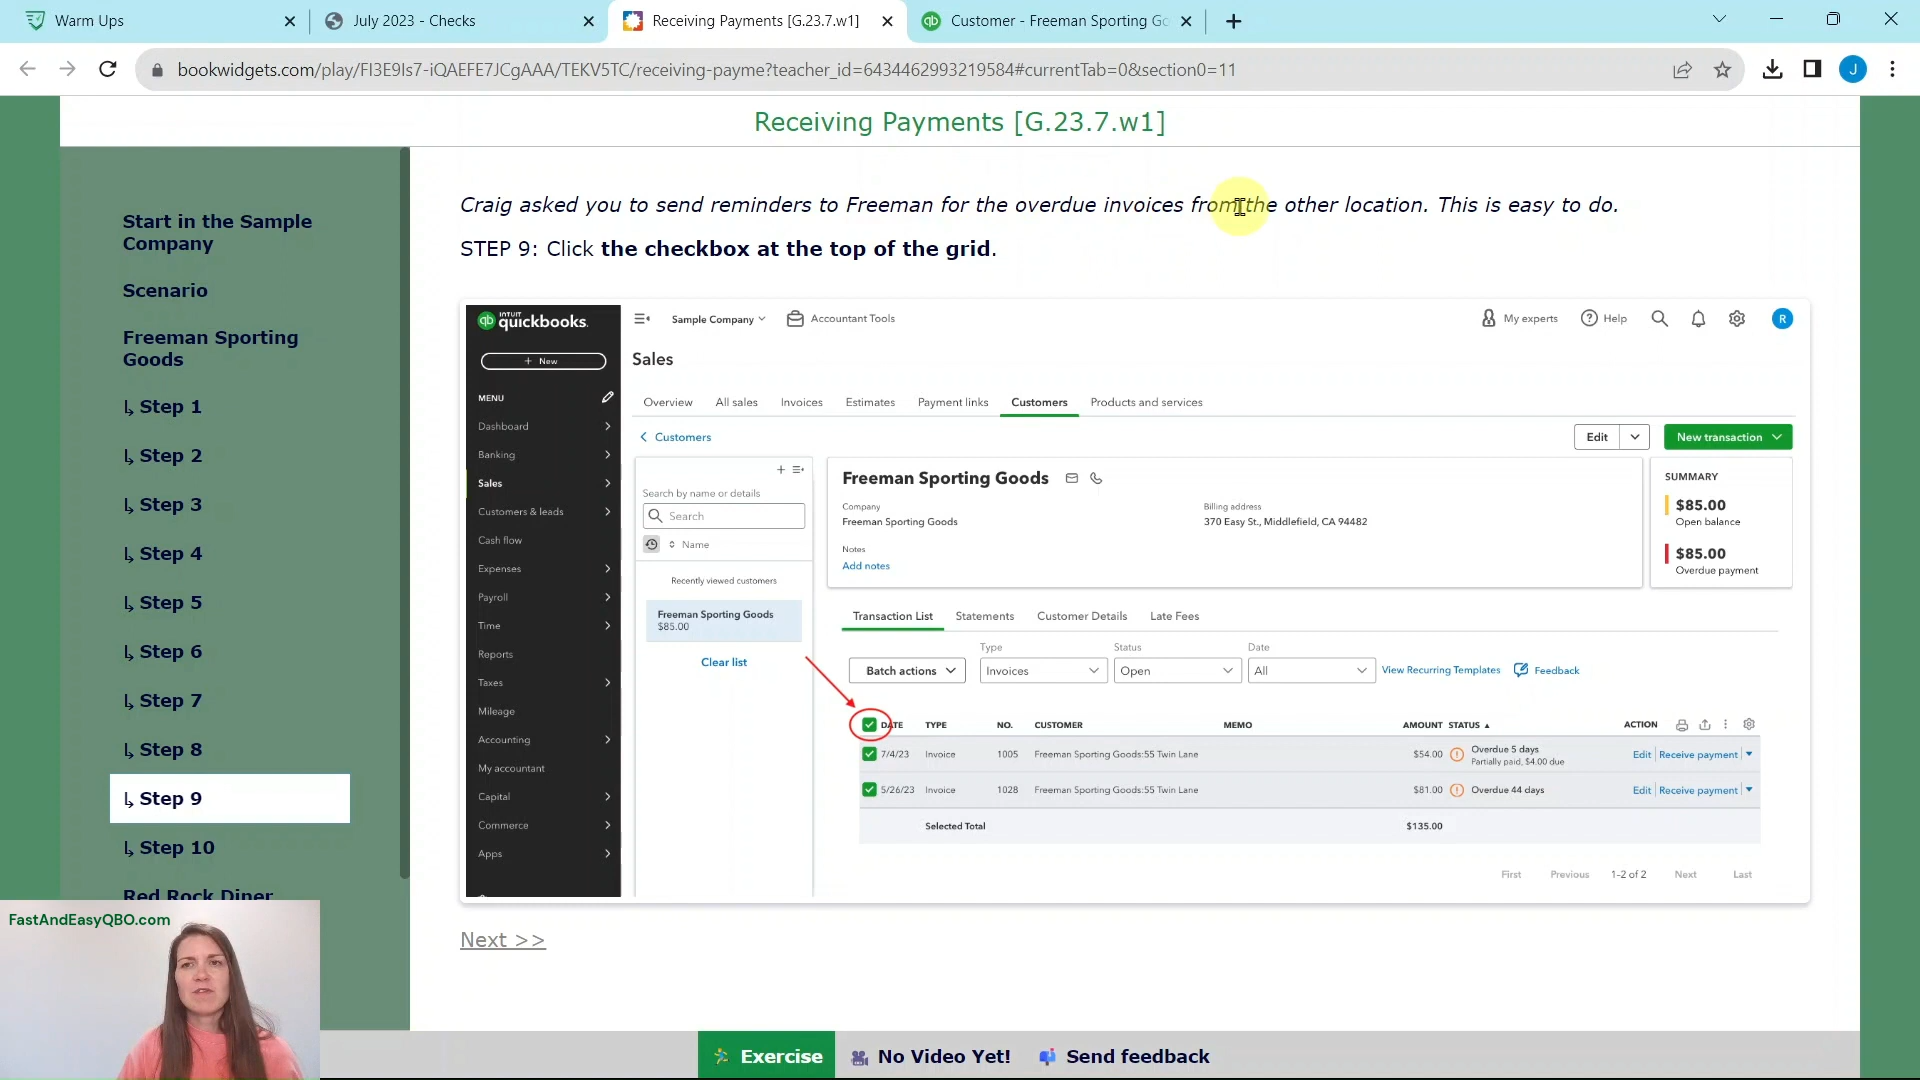 Warm Ups
July 2023 - Checks
Receiving Payments [G.23.7.w1]
Customer - Freeman Sporting Go
bookwidgets.com/play/FI3E9Is7-iQAEFE7JCgAAA/TEKV5TC/receiving-payme?teacher_id=6434462993219584#currentTab=0&section0=11
J
Receiving Payments [G.23.7.w1]
Start in the Sample
Company
Scenario
Freeman Sporting
Goods
↳ Step 1
↳ Step 2
↳ Step 3
↳ Step 4
↳ Step 5
↳ Step 6
↳ Step 7
↳ Step 8
↳ Step 9
↳ Step 10
Red Rock Diner
Craig asked you to send reminders to Freeman for the overdue invoices from the other location. This is easy to do.
STEP 9: Click the checkbox at the top of the grid.
qb INTUIT quickbooks.
Sample Company
Accountant Tools
My experts
Help
R
+ New
MENU
Dashboard
Banking
Sales
Customers & leads
Cash flow
Expenses
Payroll
Time
Reports
Taxes
Mileage
Accounting
My accountant
Capital
Commerce
Apps
Sales
Overview All sales Invoices Estimates Payment links Customers Products and services
Customers
Edit
New transaction
Search by name or details
Search
Name
Recently viewed customers
Freeman Sporting Goods
$85.00
Clear list
Freeman Sporting Goods
Company
Freeman Sporting Goods
Billing address
370 Easy St., Middlefield, CA 94482
Notes
Add notes
SUMMARY
$85.00
Open balance
$85.00
Overdue payment
Transaction List Statements Customer Details Late Fees
Type Status Date
Batch actions Invoices Open All View Recurring Templates Feedback
DATE TYPE NO. CUSTOMER MEMO AMOUNT STATUS ACTION
7/4/23 Invoice 1005 Freeman Sporting Goods:55 Twin Lane $54.00 Overdue 5 days Edit Receive payment
Partially paid, $4.00 due
5/26/23 Invoice 1028 Freeman Sporting Goods:55 Twin Lane $81.00 Overdue 44 days Edit Receive payment
Selected Total $135.00
First Previous 1-2 of 2 Next Last
Next >>
FastAndEasyQBO.com
Exercise
No Video Yet!
Send feedback